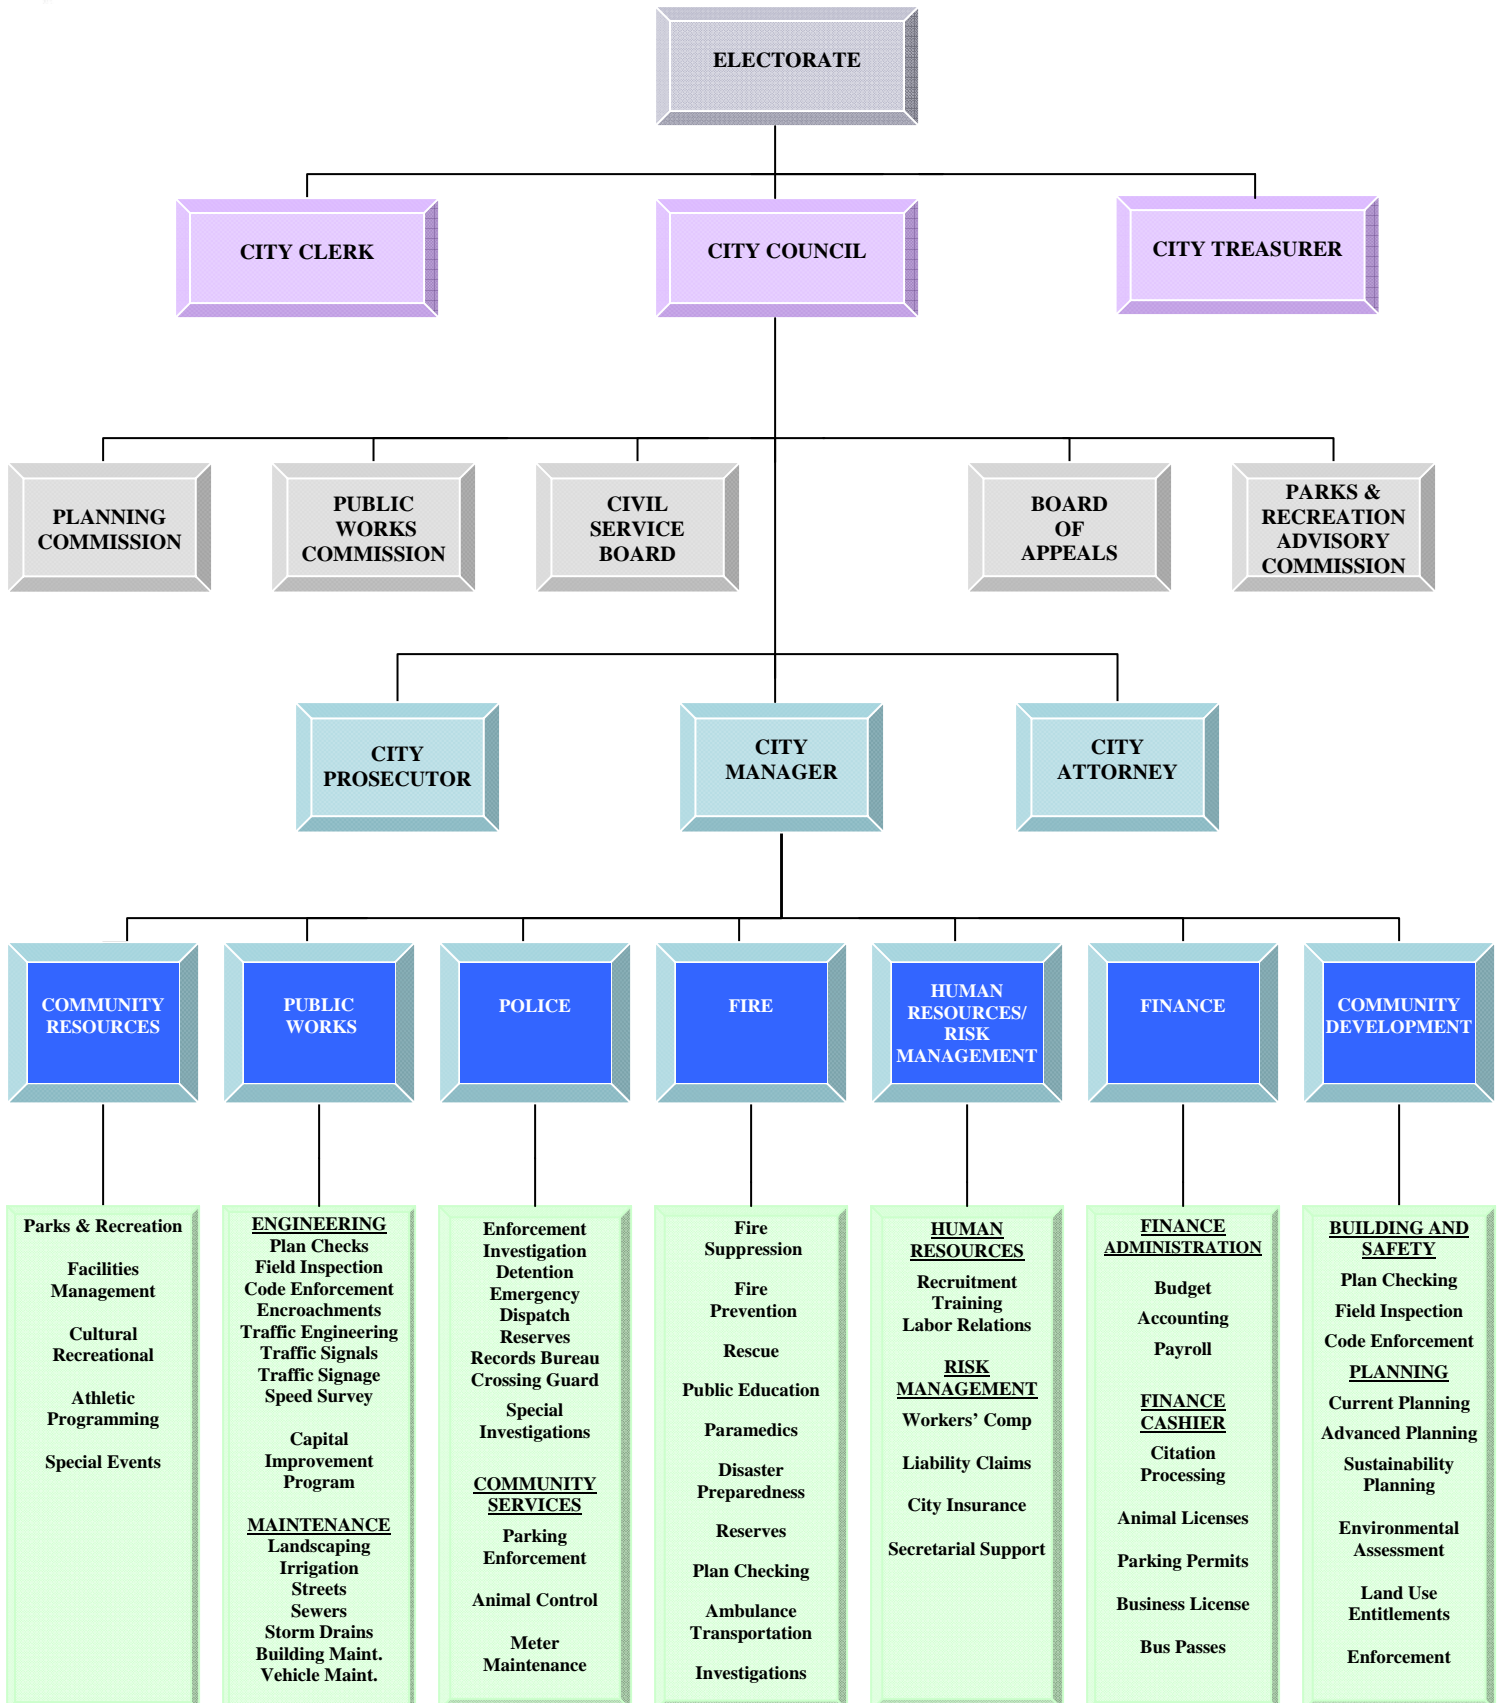 ELECTORATE
CITY CLERK
CITY COUNCIL
CITY TREASURER
PLANNING
COMMISSION
PUBLIC
WORKS
COMMISSION
CIVIL
SERVICE
BOARD
BOARD
OF
APPEALS
PARKS &
RECREATION
ADVISORY
COMMISSION
CITY
PROSECUTOR
CITY
MANAGER
CITY
ATTORNEY
COMMUNITY
RESOURCES
PUBLIC
WORKS
POLICE
FIRE
HUMAN
RESOURCES/
RISK
MANAGEMENT
FINANCE
COMMUNITY
DEVELOPMENT
Parks & Recreation
Facilities
Management
Cultural
Recreational
Athletic
Programming
Special Events
ENGINEERING
Plan Checks
Field Inspection
Code Enforcement
Encroachments
Traffic Engineering
Traffic Signals
Traffic Signage
Speed Survey
Capital
Improvement
Program
MAINTENANCE
Landscaping
Irrigation
Streets
Sewers
Storm Drains
Building Maint.
Vehicle Maint.
Enforcement
Investigation
Detention
Emergency
Dispatch
Reserves
Records Bureau
Crossing Guard
Special
Investigations
COMMUNITY
SERVICES
Parking
Enforcement
Animal Control
Meter
Maintenance
Fire
Suppression
Fire
Prevention
Rescue
Public Education
Paramedics
Disaster
Preparedness
Reserves
Plan Checking
Ambulance
Transportation
Investigations
HUMAN
RESOURCES
Recruitment
Training
Labor Relations
RISK
MANAGEMENT
Workers’ Comp
Liability Claims
City Insurance
Secretarial Support
FINANCE
ADMINISTRATION
Budget
Accounting
Payroll
FINANCE
CASHIER
Citation
Processing
Animal Licenses
Parking Permits
Business License
Bus Passes
BUILDING AND
SAFETY
Plan Checking
Field Inspection
Code Enforcement
PLANNING
Current Planning
Advanced Planning
Sustainability
Planning
Environmental
Assessment
Land Use
Entitlements
Enforcement